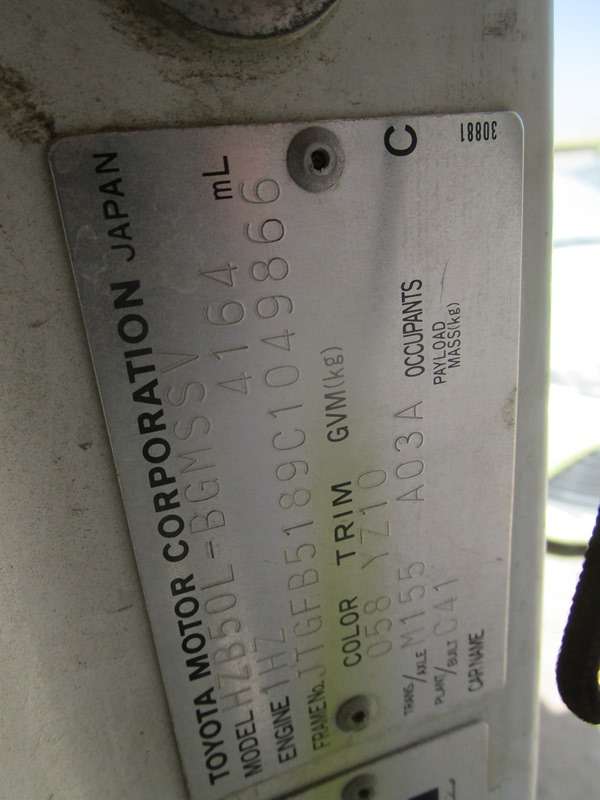 TOYOTA MOTOR CORPORATION JAPAN
MODEL HZB50L-BGMSSV
ENGINE 1HZ 4164 mL
FRAME No. JTGFB5189C1049866
COLOR TRIM GVM(kg)
058 YZ10
TRANS/AXLE M155 A03A OCCUPANTS C
PLANT/BUILT C41 PAYLOAD MASS(kg)
CAR NAME
30881